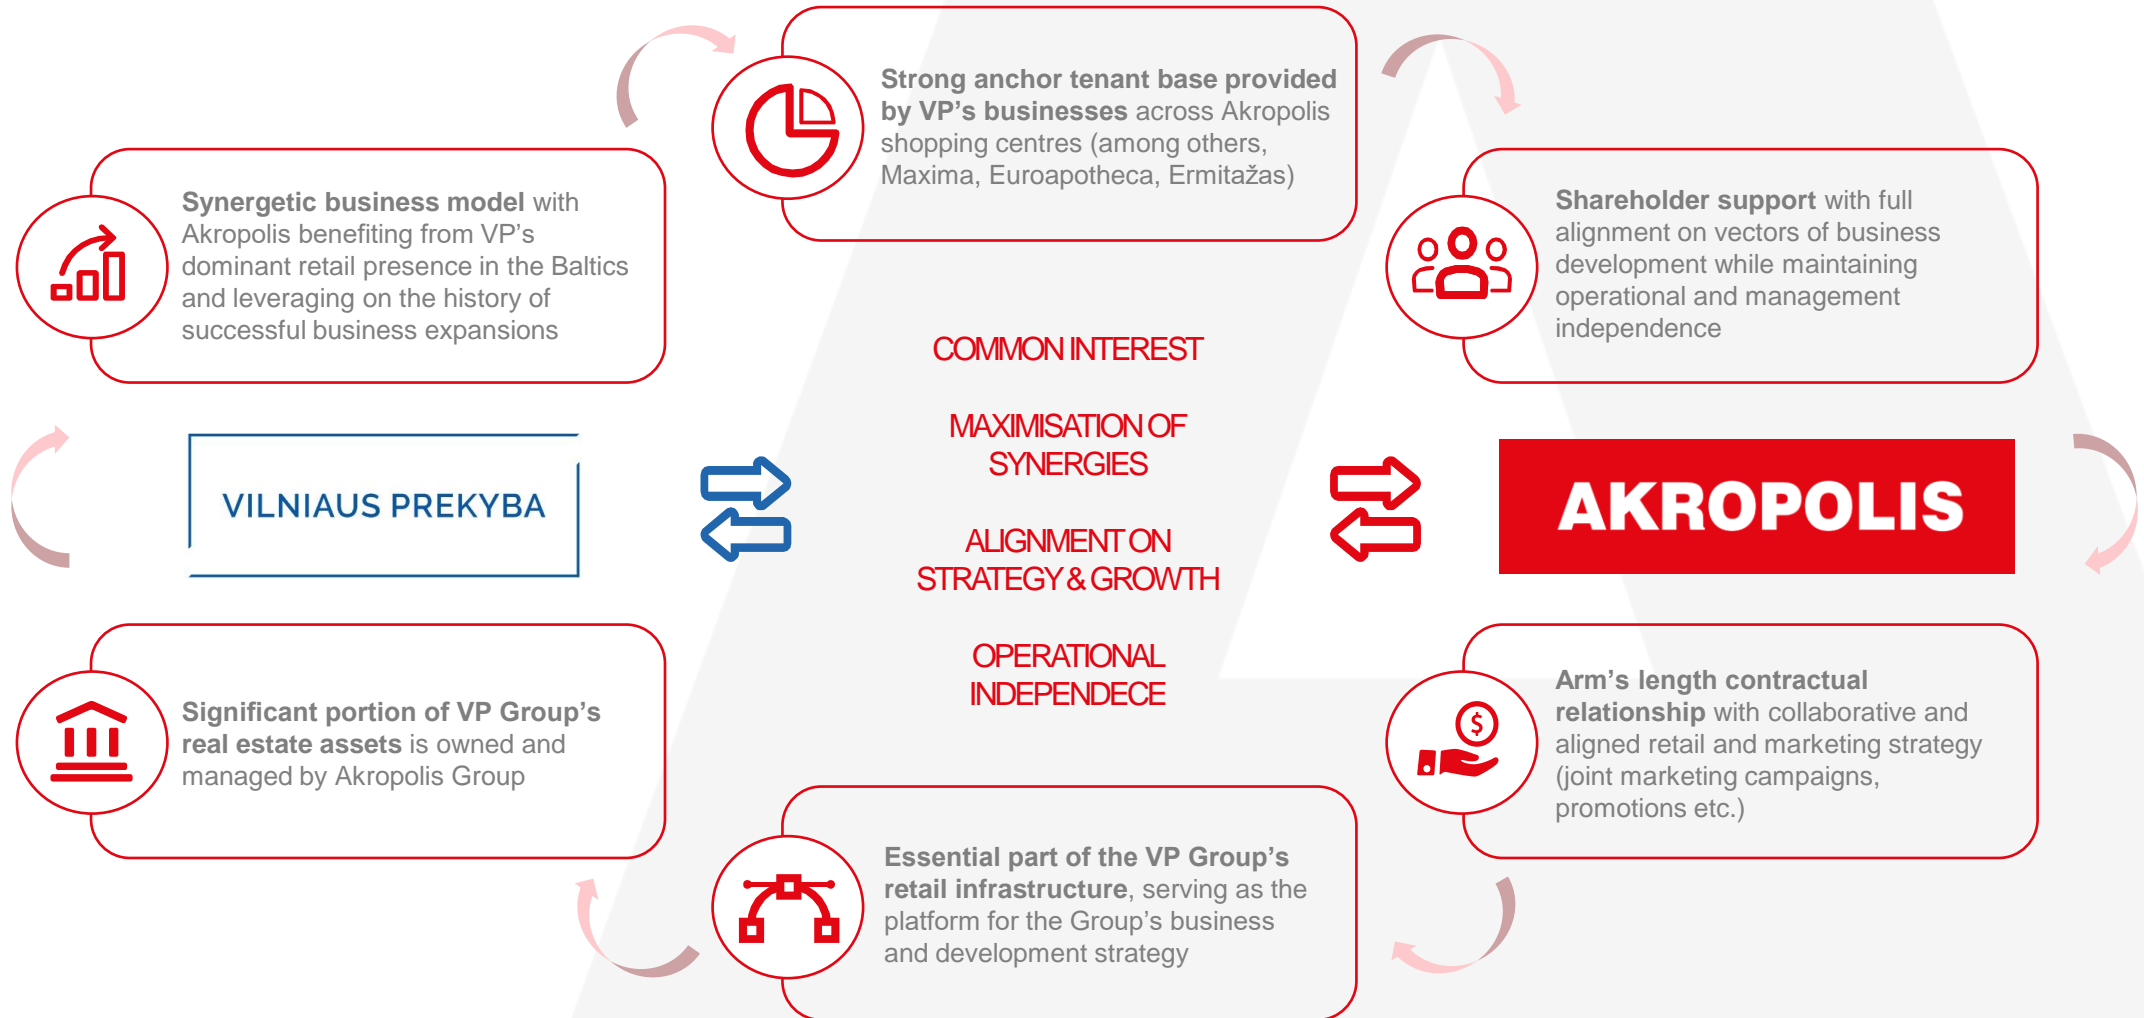 Strong anchor tenant base provided
by VP's businesses across Akropolis
shopping centres (among others,
Maxima, Euroapotheca, Ermitažas)
Synergetic business model with
Akropolis benefiting from VP's
dominant retail presence in the Baltics
and leveraging on the history of
successful business expansions
Shareholder support with full
alignment on vectors of business
development while maintaining
operational and management
independence
COMMON INTEREST
MAXIMISATION OF
SYNERGIES
ALIGNMENT ON
STRATEGY & GROWTH
OPERATIONAL
INDEPENDECE
VILNIAUS PREKYBA
AKROPOLIS
Significant portion of VP Group's
real estate assets is owned and
managed by Akropolis Group
Arm's length contractual
relationship with collaborative and
aligned retail and marketing strategy
(joint marketing campaigns,
promotions etc.)
Essential part of the VP Group's
retail infrastructure, serving as the
platform for the Group's business
and development strategy
$